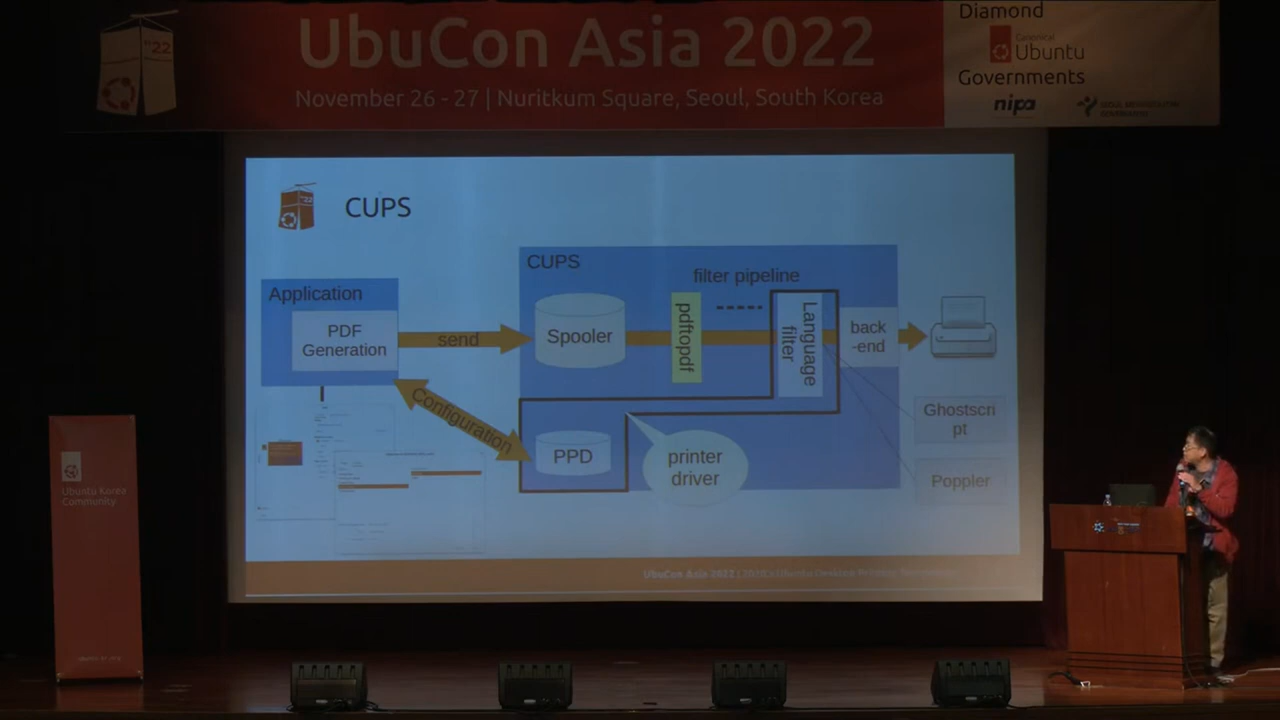 UbuCon Asia 2022
November 26 - 27 | Nuritkum Square, Seoul, South Korea
22
Diamond
Canonical
Ubuntu
Governments
nipa
CUPS
Application
PDF
Generation
send
Configuration
CUPS
filter pipeline
Spooler
pdftopdf
Language
filter
back
-end
PPD
printer
driver
Ghostscri
pt
Poppler
UbuCon Asia 2022
Ubuntu Korea
Community